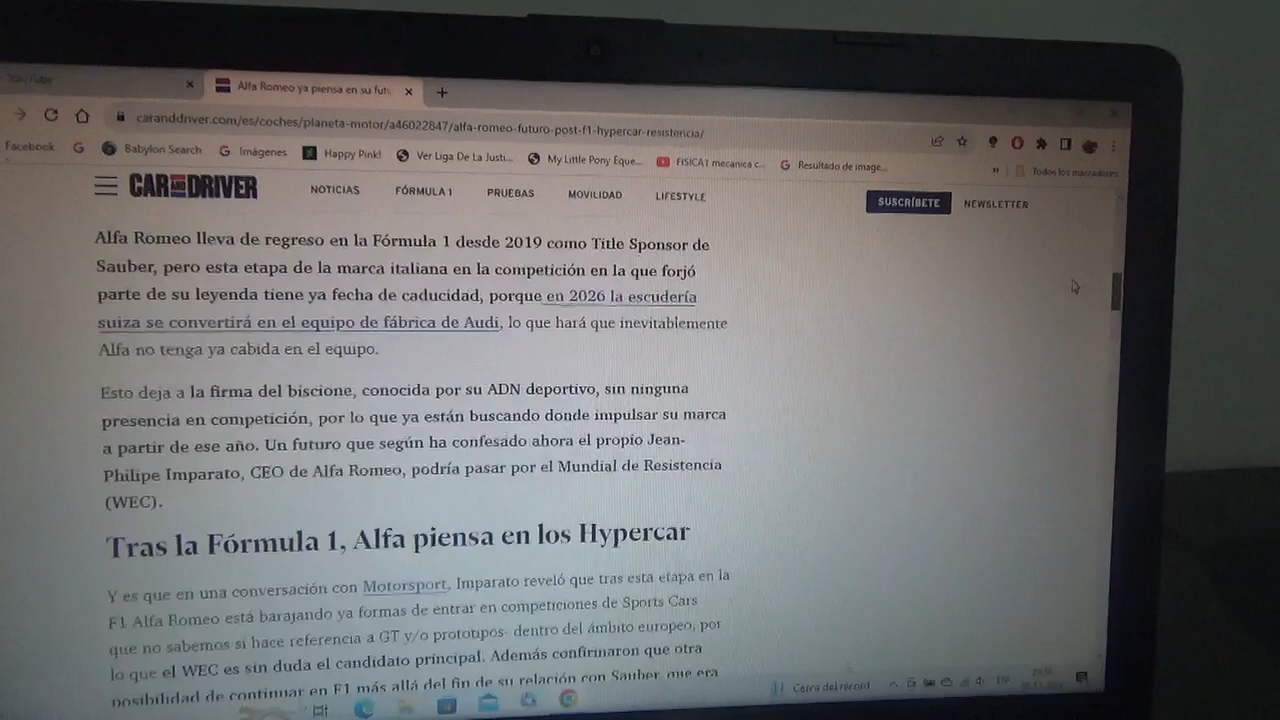 YouTube
Alfa Romeo ya piensa en su futu
caranddriver.com/es/coches/planeta-motor/a46022847/alfa-romeo-futuro-post-f1-hypercar-resistencia/
Facebook Babylon Search Imágenes Happy Pink! Ver Liga De La Justi... My Little Pony Eque... FISICA1 mecanica c... Resultado de image... » Todos los marcadores
CAR AND DRIVER NOTICIAS FÓRMULA 1 PRUEBAS MOVILIDAD LIFESTYLE SUSCRÍBETE NEWSLETTER
Alfa Romeo lleva de regreso en la Fórmula 1 desde 2019 como Title Sponsor de
Sauber, pero esta etapa de la marca italiana en la competición en la que forjó
parte de su leyenda tiene ya fecha de caducidad, porque en 2026 la escudería
suiza se convertirá en el equipo de fábrica de Audi, lo que hará que inevitablemente
Alfa no tenga ya cabida en el equipo.
Esto deja a la firma del biscione, conocida por su ADN deportivo, sin ninguna
presencia en competición, por lo que ya están buscando donde impulsar su marca
a partir de ese año. Un futuro que según ha confesado ahora el propio Jean-
Philipe Imparato, CEO de Alfa Romeo, podría pasar por el Mundial de Resistencia
(WEC).
Tras la Fórmula 1, Alfa piensa en los Hypercar
Y es que en una conversación con Motorsport, Imparato reveló que tras esta etapa en la
F1 Alfa Romeo está barajando ya formas de entrar en competiciones de Sports Cars
que no sabemos si hace referencia a GT y/o prototipos- dentro del ámbito europeo, por
lo que el WEC es sin duda el candidato principal. Además confirmaron que otra
posibilidad de continuar en F1 más allá del fin de su relación con Sauber que era
Cerca del récord ESP